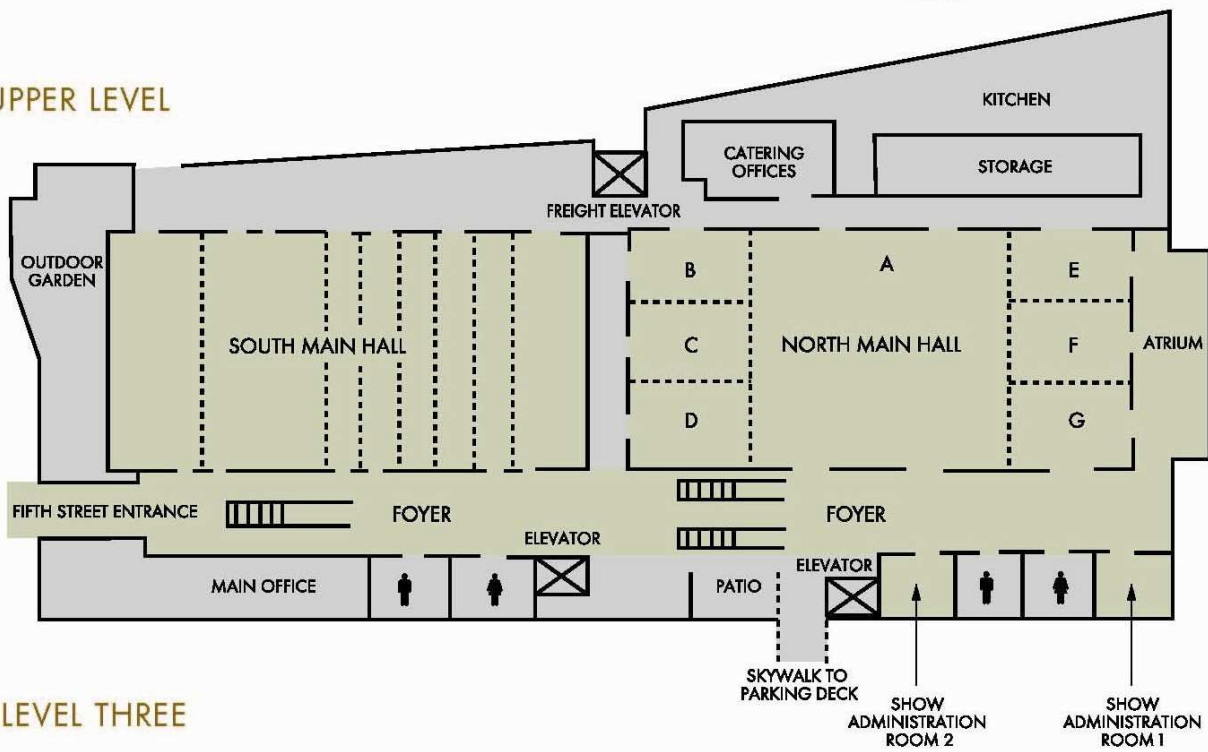 UPPER LEVEL
KITCHEN
CATERING
OFFICES
STORAGE
FREIGHT ELEVATOR
OUTDOOR
GARDEN
B
A
E
SOUTH MAIN HALL
C
NORTH MAIN HALL
F
ATRIUM
D
G
FIFTH STREET ENTRANCE
FOYER
FOYER
ELEVATOR
ELEVATOR
MAIN OFFICE
PATIO
SKYWALK TO
PARKING DECK
SHOW
ADMINISTRATION
ROOM 2
SHOW
ADMINISTRATION
ROOM 1
LEVEL THREE